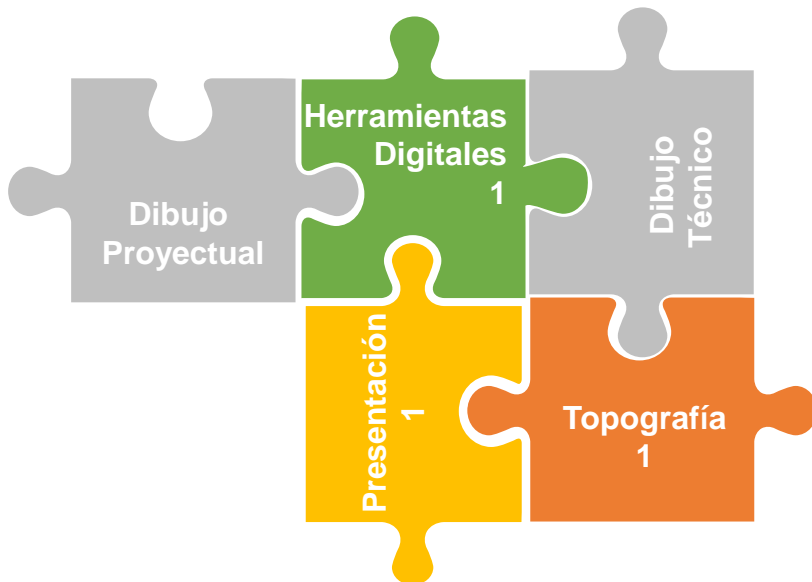 Herramientas
Digitales
1
Dibujo
Proyectual
Dibujo
Técnico
Presentación
1
Topografía
1